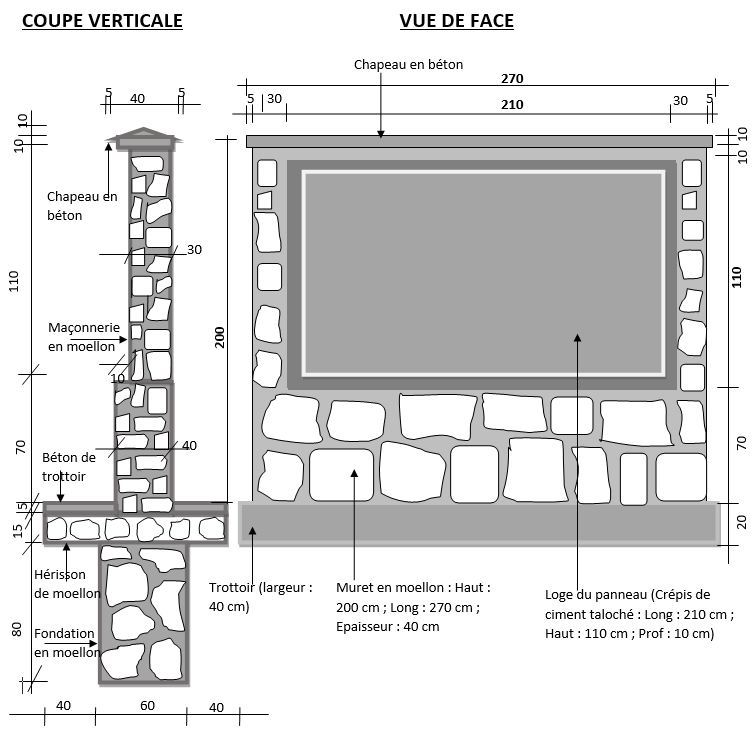 COUPE VERTICALE
VUE DE FACE
Chapeau en béton
270
5
40
5
5
30
210
30
5
10
10
10
10
Chapeau en
béton
30
110
110
200
Maçonnerie
en moellon
10
70
40
70
Béton de
trottoir
5
15
20
Hérisson
de moellon
Trottoir (largeur :
40 cm)
Muret en moellon : Haut :
200 cm ; Long : 270 cm ;
Epaisseur : 40 cm
Loge du panneau (Crépis de
ciment taloché : Long : 210 cm ;
Haut : 110 cm ; Prof : 10 cm)
80
Fondation
en moellon
40
60
40